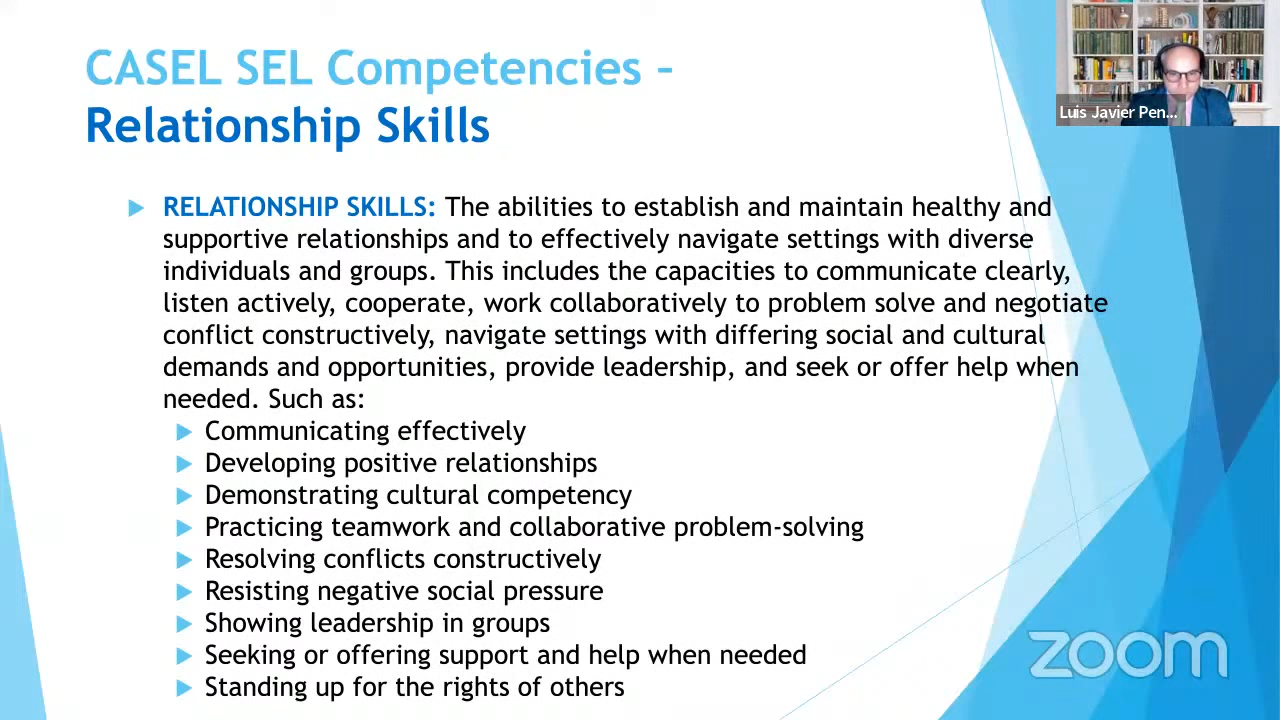 CASEL SEL Competencies –
Relationship Skills
Luis Javier Pen...
RELATIONSHIP SKILLS: The abilities to establish and maintain healthy and
supportive relationships and to effectively navigate settings with diverse
individuals and groups. This includes the capacities to communicate clearly,
listen actively, cooperate, work collaboratively to problem solve and negotiate
conflict constructively, navigate settings with differing social and cultural
demands and opportunities, provide leadership, and seek or offer help when
needed. Such as:
Communicating effectively
Developing positive relationships
Demonstrating cultural competency
Practicing teamwork and collaborative problem-solving
Resolving conflicts constructively
Resisting negative social pressure
Showing leadership in groups
Seeking or offering support and help when needed
Standing up for the rights of others
zoom